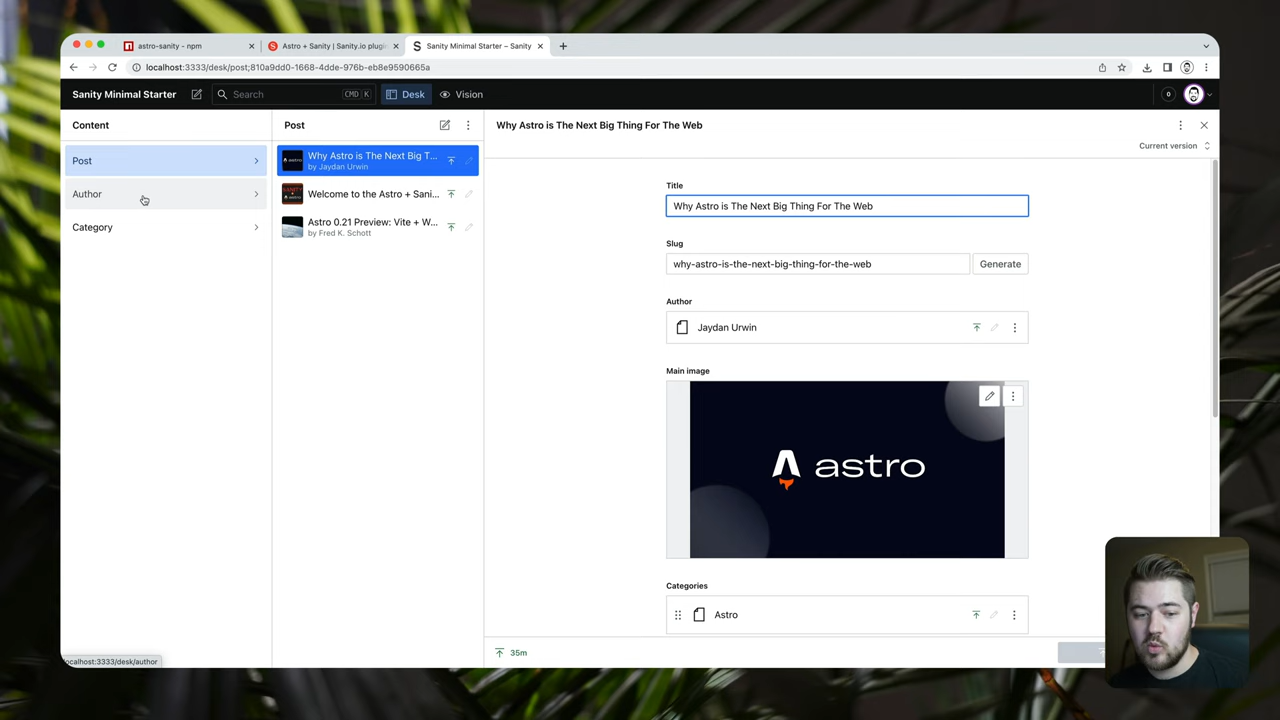 astro-sanity - npm
Astro + Sanity | Sanity.io plugin
Sanity Minimal Starter – Sanity
localhost:3333/desk/post;810a9dd0-1668-4dde-976b-eb8e9590665a
Sanity Minimal Starter
Search
CMD K
Desk
Vision
0
Content
Post
Author
Category
Post
Why Astro is The Next Big T...
by Jaydan Urwin
Welcome to the Astro + Sani...
Astro 0.21 Preview: Vite + W...
by Fred K. Schott
Why Astro is The Next Big Thing For The Web
Current version
Title
Why Astro is The Next Big Thing For The Web
Slug
why-astro-is-the-next-big-thing-for-the-web
Generate
Author
Jaydan Urwin
Main image
astro
Categories
Astro
35m
localhost:3333/desk/author